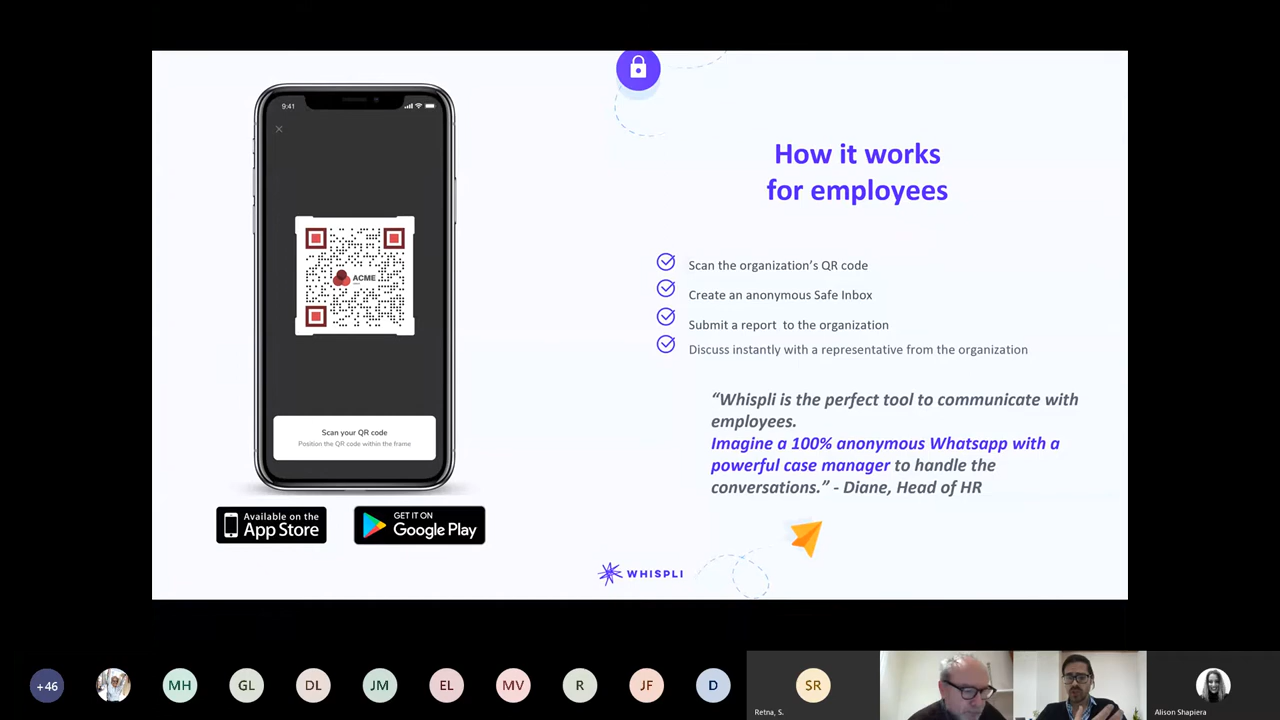 9:41
ACME
Scan your QR code
Position the QR code within the frame
Available on the
App Store
GET IT ON
Google Play
How it works
for employees
Scan the organization's QR code
Create an anonymous Safe Inbox
Submit a report  to the organization
Discuss instantly with a representative from the organization
“Whispli is the perfect tool to communicate with
employees.
Imagine a 100% anonymous Whatsapp with a
powerful case manager to handle the
conversations.” - Diane, Head of HR
WHISPLI
+46
MH
GL
DL
JM
EL
MV
R
JF
D
SR
Retna, S.
Alison Shapiera